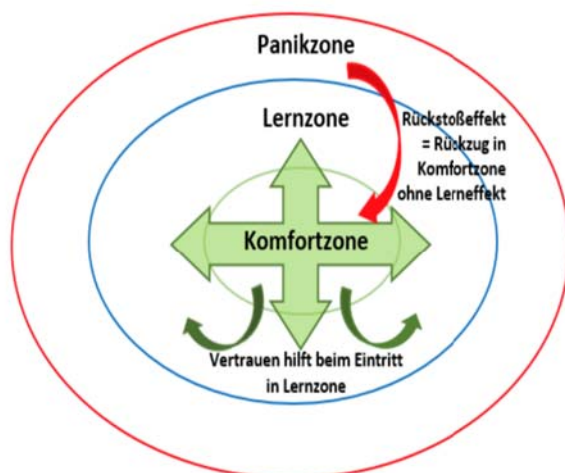 Panikzone
Lernzone
Rückstoßeffekt
= Rückzug in
Komfortzone
ohne Lerneffekt
Komfortzone
Vertrauen hilft beim Eintritt
in Lernzone